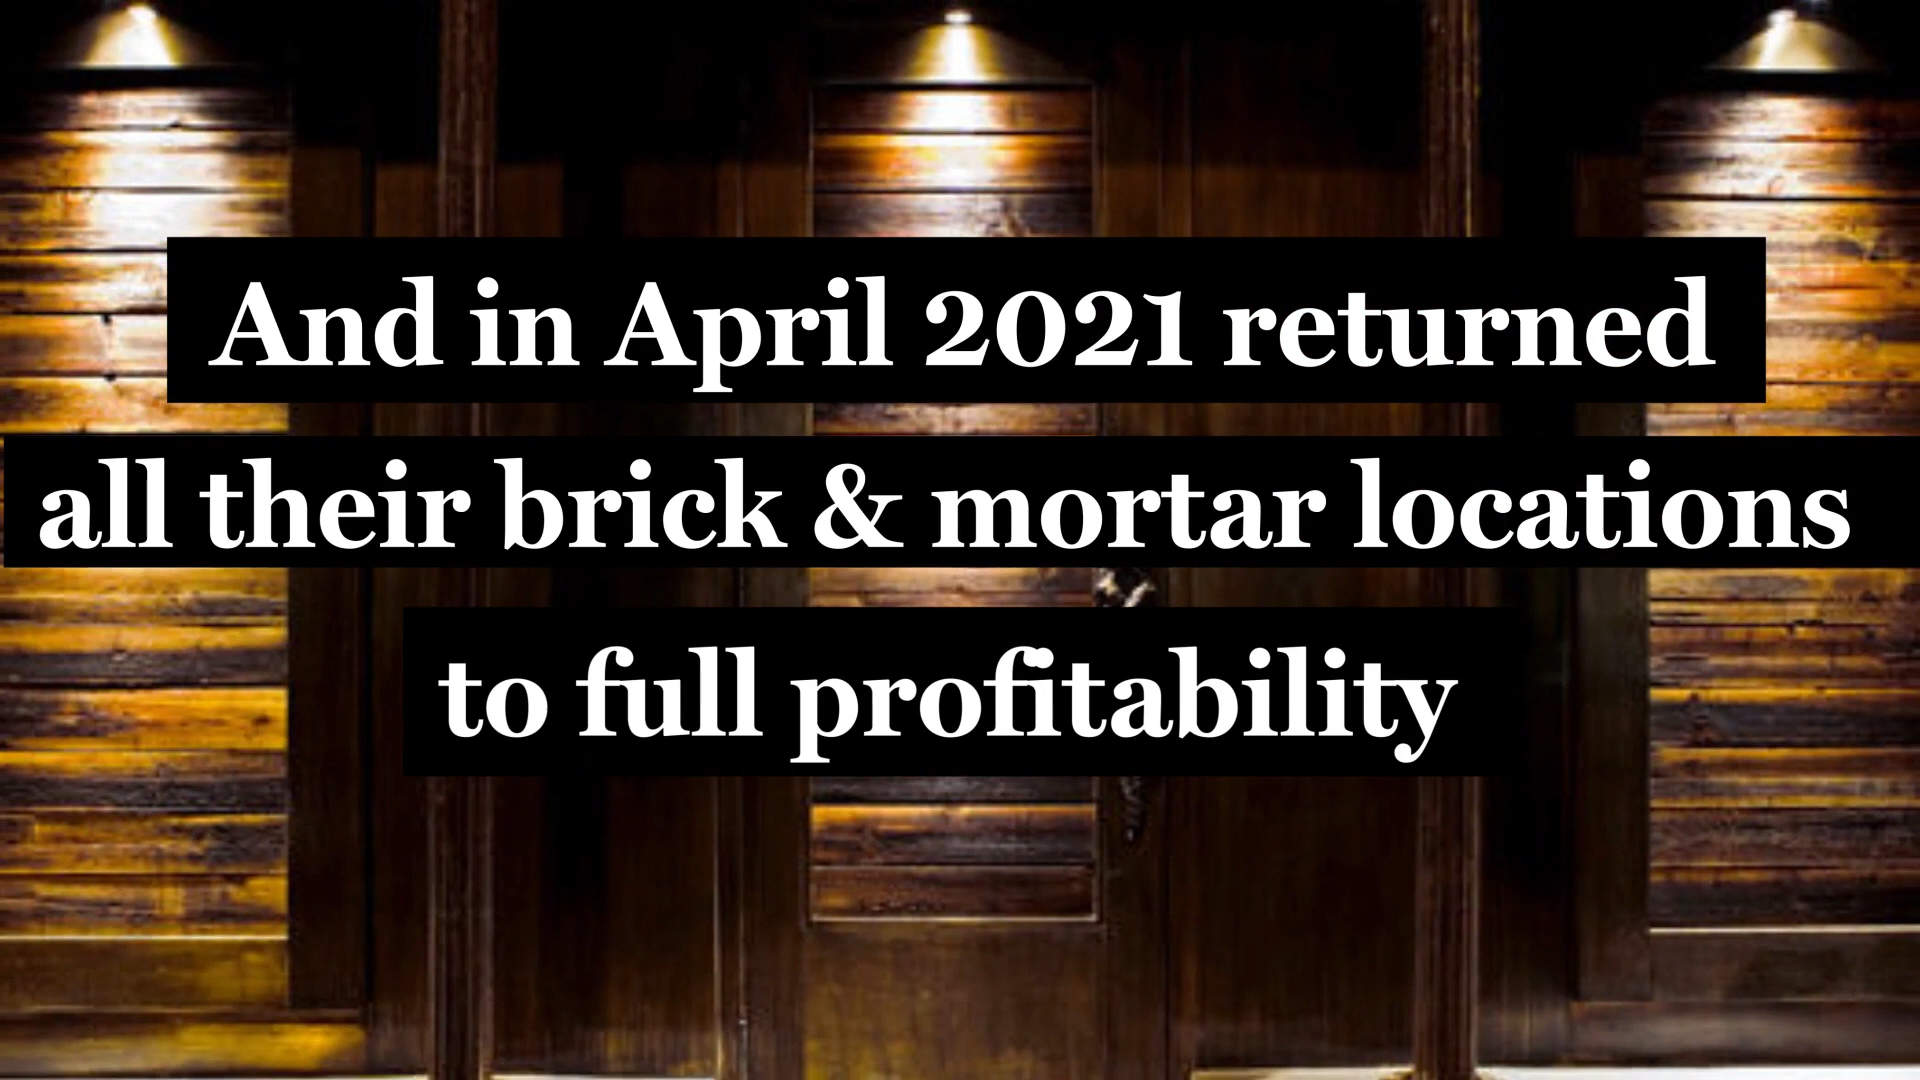 And in April 2021 returned
all their brick & mortar locations
to full profitability